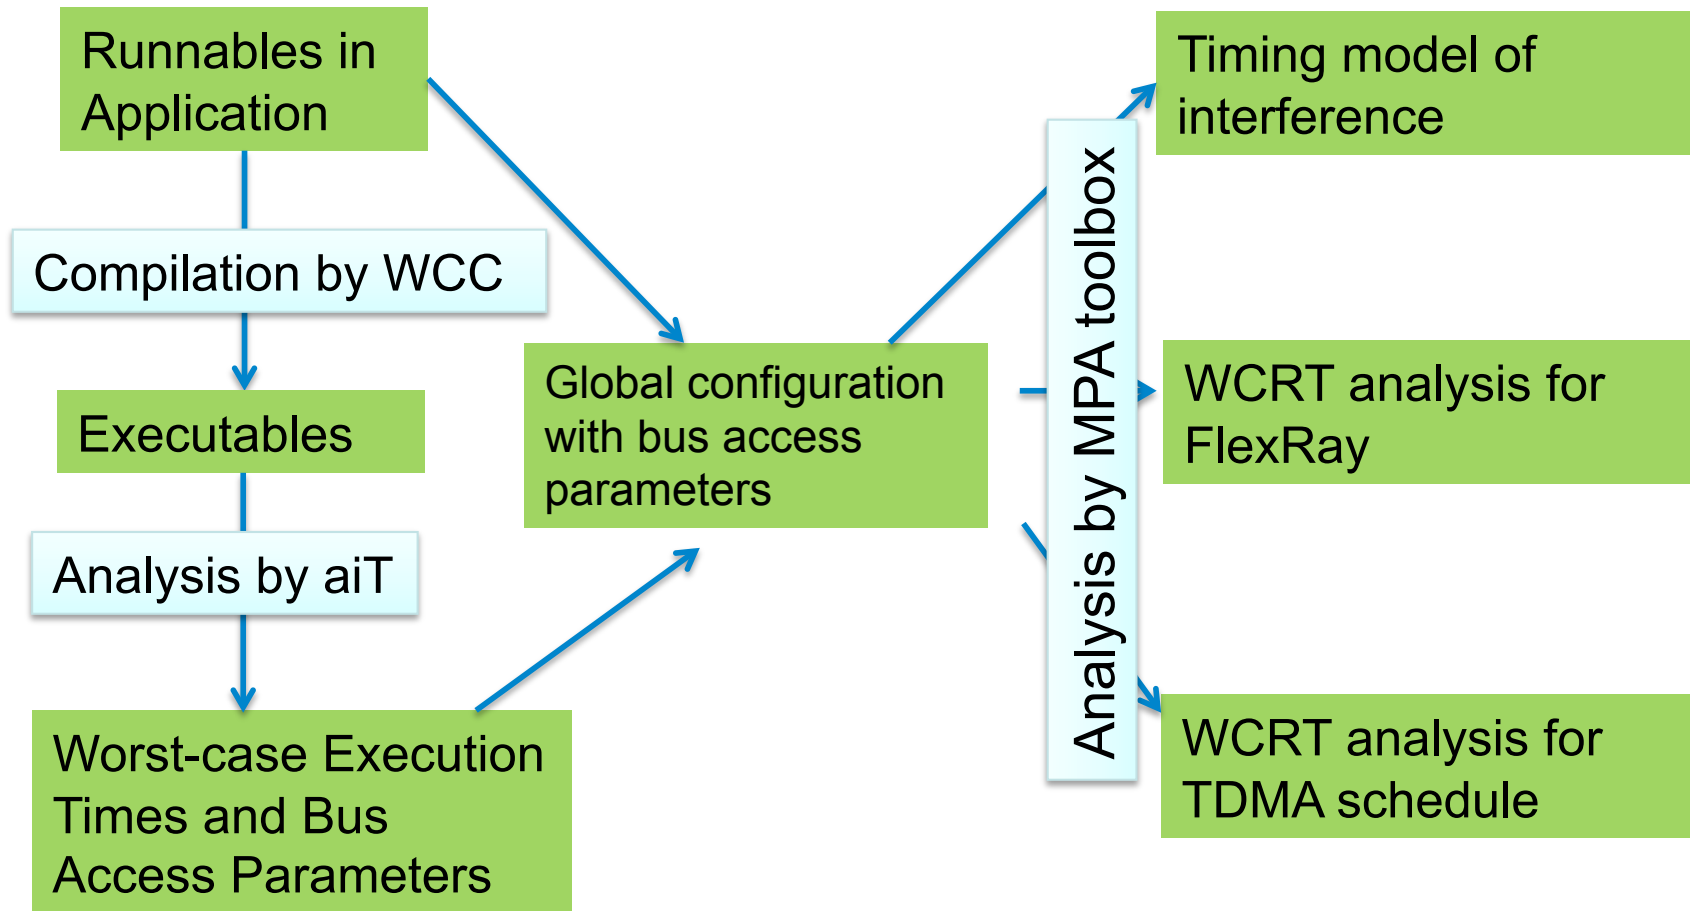 Runnables in
Application
Compilation by WCC
Executables
Analysis by aiT
Worst-case Execution
Times and Bus
Access Parameters
Global configuration
with bus access
parameters
Analysis by MPA toolbox
Timing model of
interference
WCRT analysis for
FlexRay
WCRT analysis for
TDMA schedule